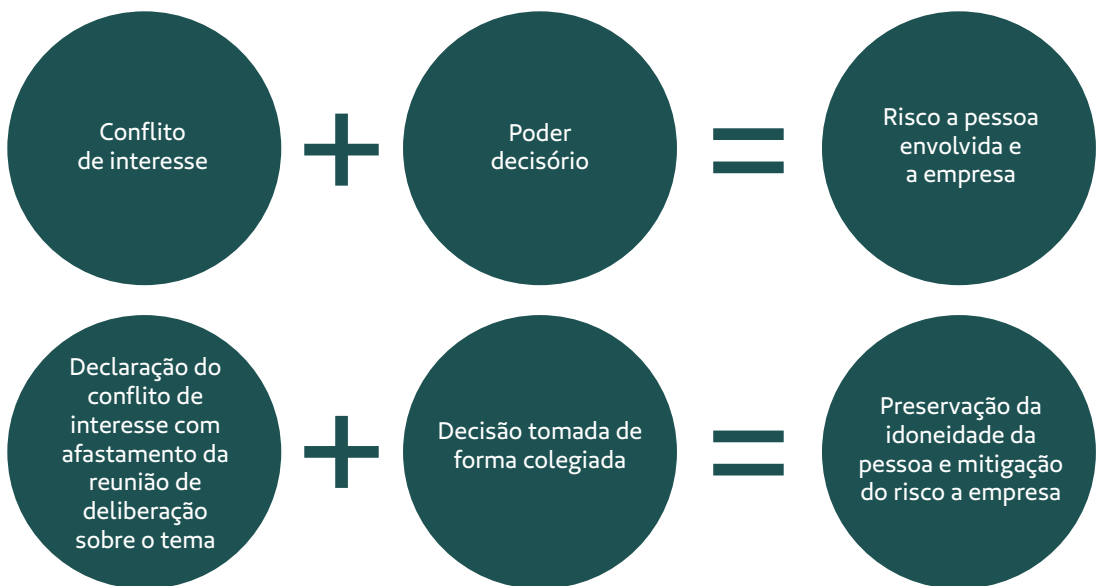 Conflito
de interesse
+
Poder
decisório
=
Risco a pessoa
envolvida e
a empresa
Declaração do
conflito de
interesse com
afastamento da
reunião de
deliberação
sobre o tema
+
Decisão tomada de
forma colegiada
=
Preservação da
idoneidade da
pessoa e mitigação
do risco a empresa